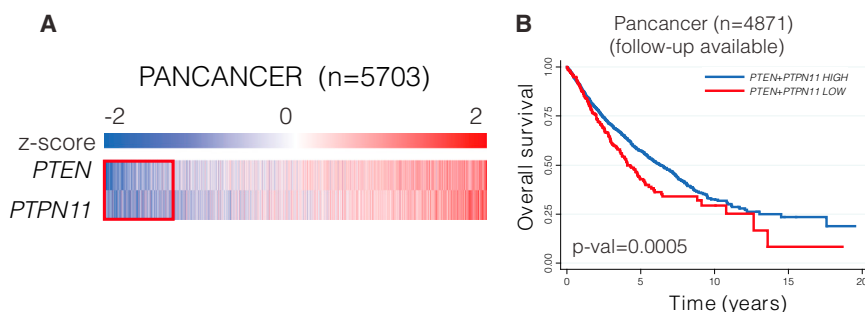 A
PANCANCER (n=5703)
-2 0 2
z-score
PTEN
PTPN11
B
Pancancer (n=4871)
(follow-up available)
PTEN+PTPN11 HIGH
PTEN+PTPN11 LOW
Overall survival
1.00
0.75
0.50
0.25
0.00
p-val=0.0005
0 5 10 15 20
Time (years)